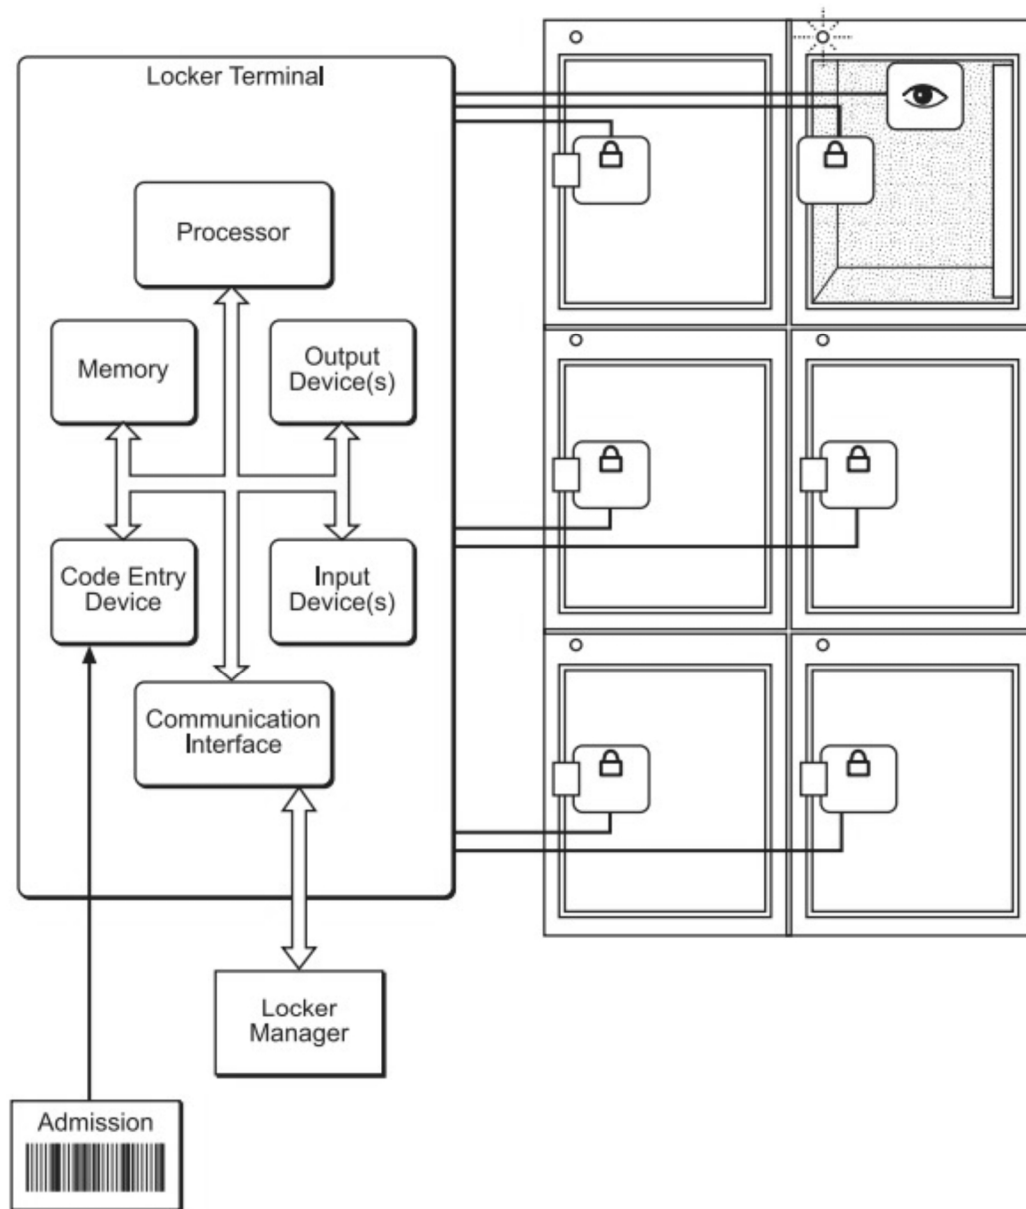 Locker Terminal
Processor
Memory
Output
Device(s)
Code Entry
Device
Input
Device(s)
Communication
Interface
Locker
Manager
Admission